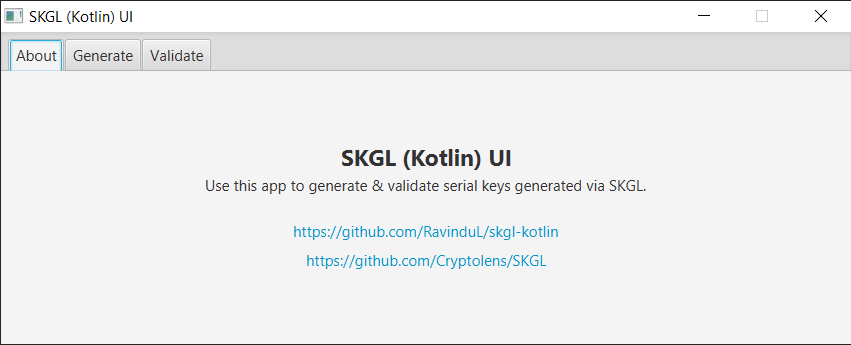 SKGL (Kotlin) UI
About Generate Validate
SKGL (Kotlin) UI
Use this app to generate & validate serial keys generated via SKGL.
https://github.com/RavinduL/skgl-kotlin
https://github.com/Cryptolens/SKGL